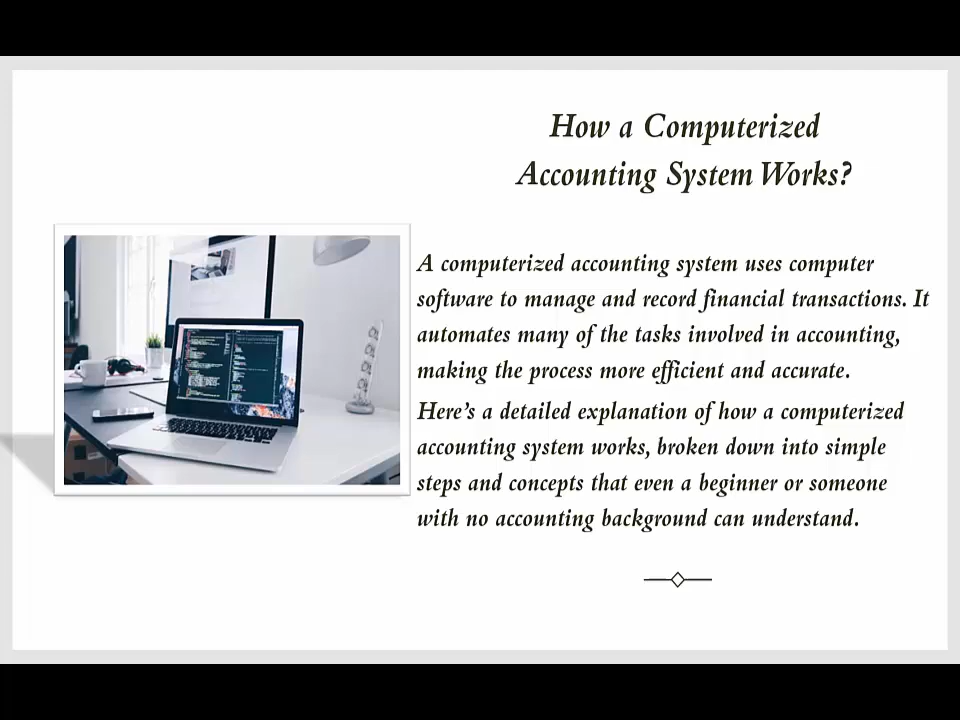 How a Computerized
Accounting System Works?
A computerized accounting system uses computer
software to manage and record financial transactions. It
automates many of the tasks involved in accounting,
making the process more efficient and accurate.
Here's a detailed explanation of how a computerized
accounting system works, broken down into simple
steps and concepts that even a beginner or someone
with no accounting background can understand.